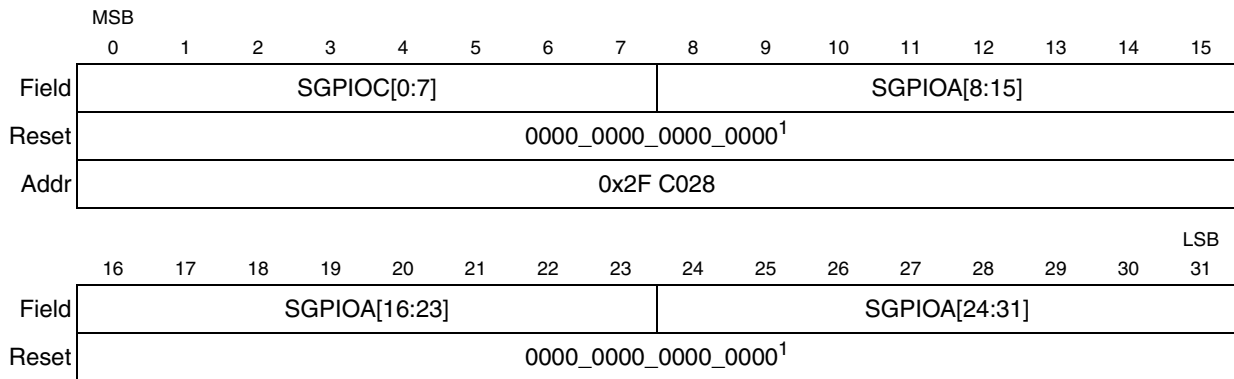 MSB
0 1 2 3 4 5 6 7 8 9 10 11 12 13 14 15
Field SGPIOC[0:7] SGPIOA[8:15]
Reset 0000_0000_0000_0000¹
Addr 0x2F C028
LSB
16 17 18 19 20 21 22 23 24 25 26 27 28 29 30 31
Field SGPIOA[16:23] SGPIOA[24:31]
Reset 0000_0000_0000_0000¹